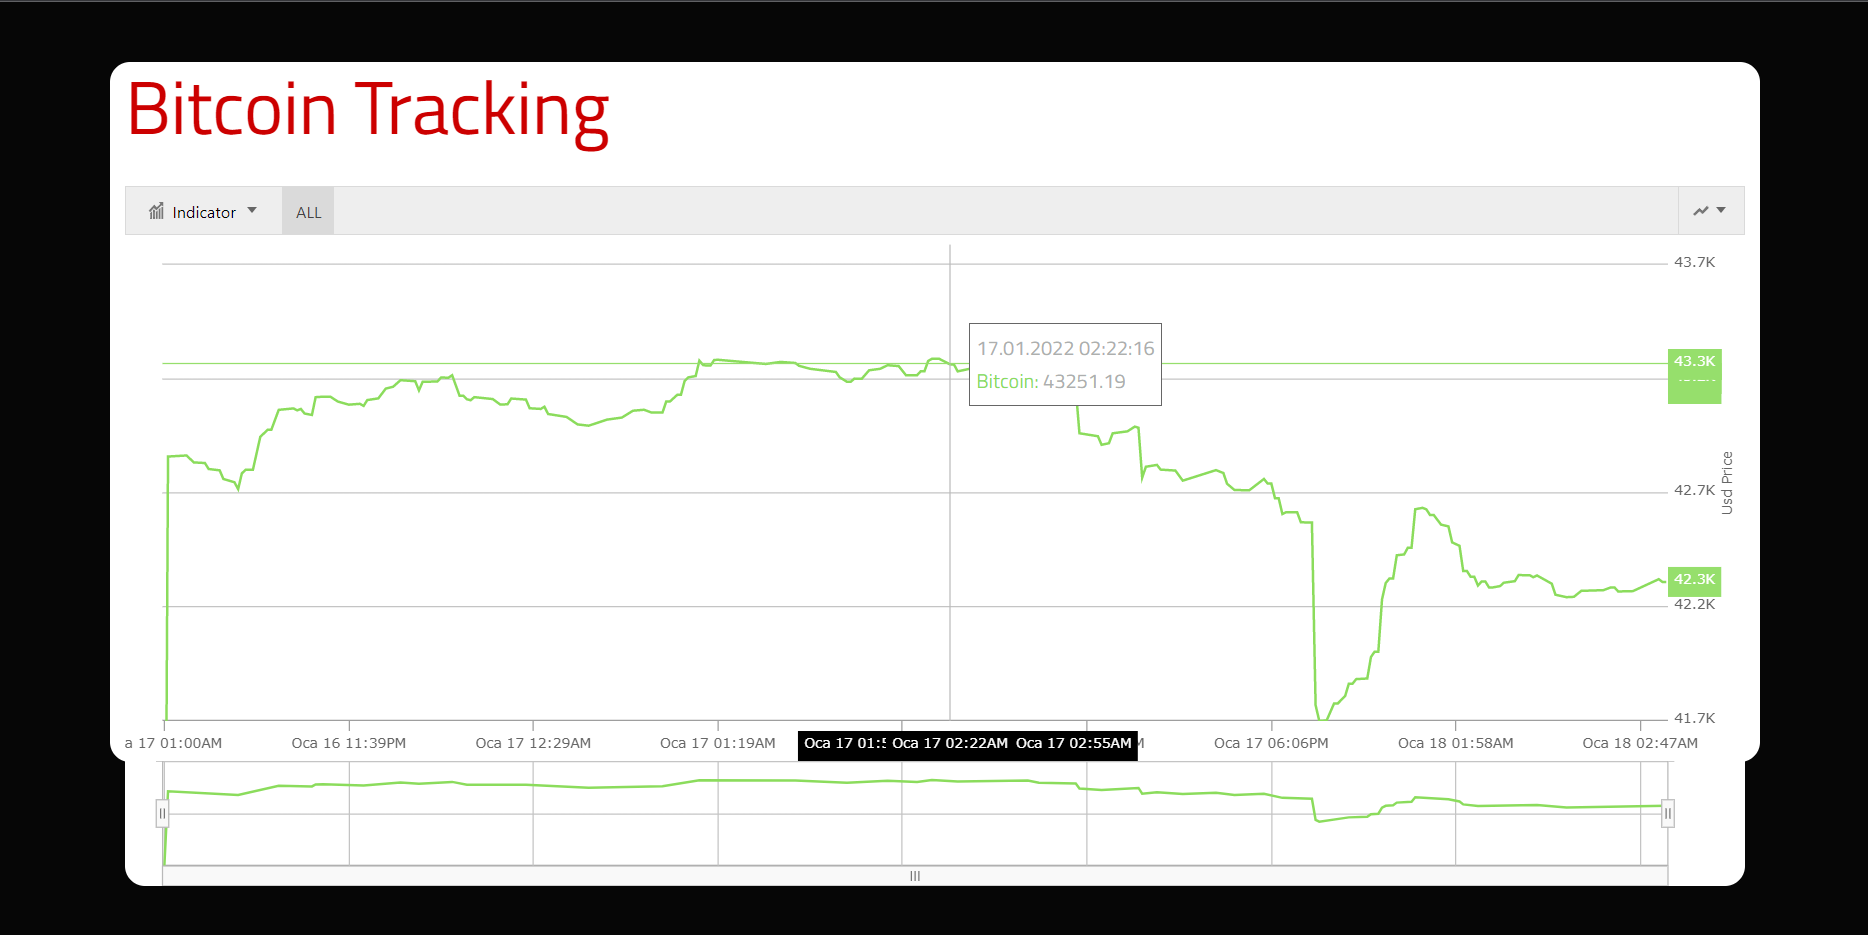 Bitcoin Tracking
Indicator ALL
43.7K
17.01.2022 02:22:16
Bitcoin: 43251.19
43.3K
42.7K
Usd Price
42.3K
42.2K
41.7K
a 17 01:00AM Oca 16 11:39PM Oca 17 12:29AM Oca 17 01:19AM Oca 17 01:5 Oca 17 02:22AM Oca 17 02:55AM Oca 17 06:06PM Oca 18 01:58AM Oca 18 02:47AM